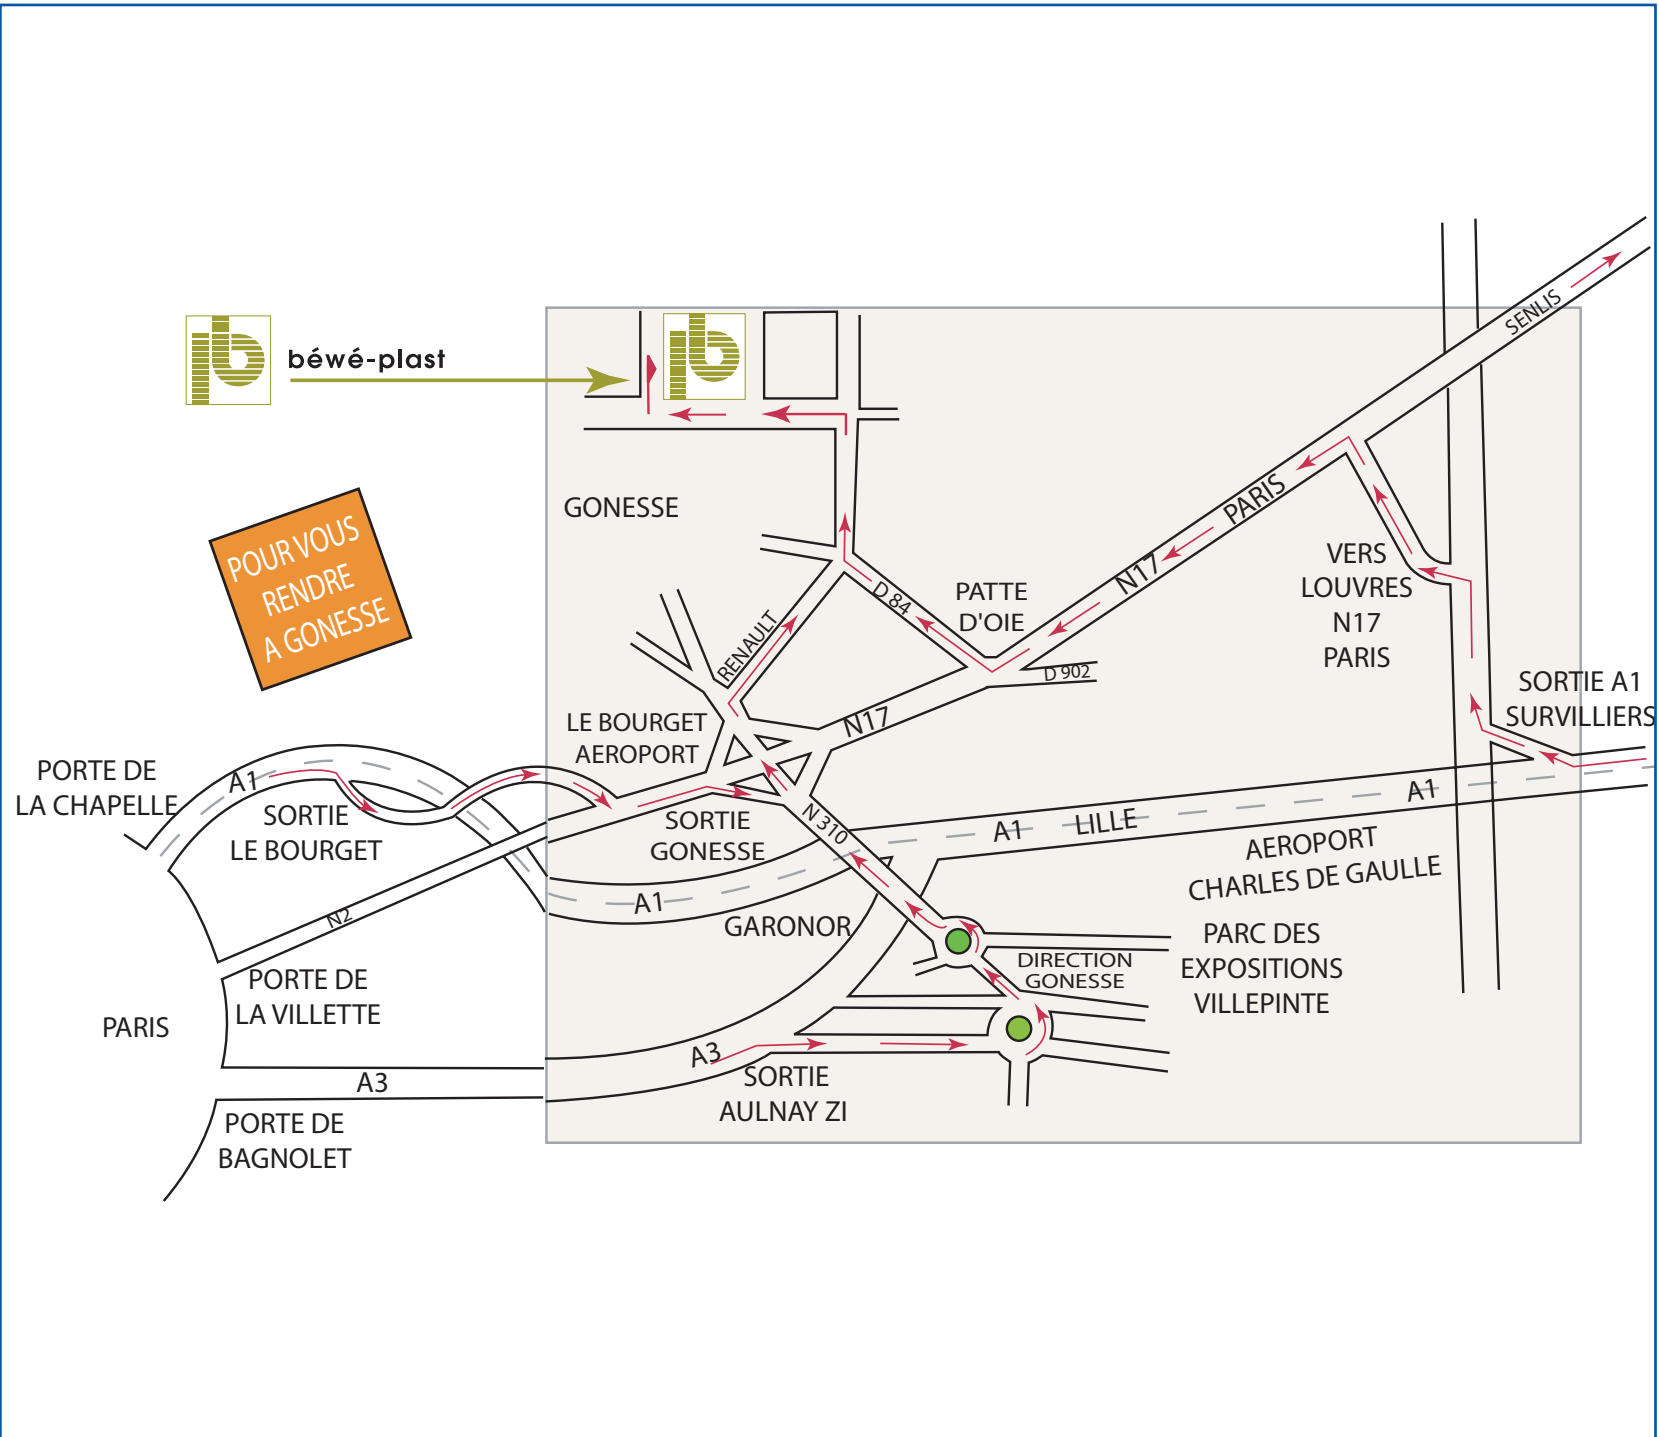 SENLIS
béwé-plast
PARIS
N17
GONESSE
POUR VOUS
RENDRE
A GONESSE
VERS
LOUVRES
N17
PARIS
PATTE
D'OIE
D 84
D 902
RENAULT
N17
LE BOURGET
AEROPORT
SORTIE A1
SURVILLIERS
PORTE DE
LA CHAPELLE
A1
SORTIE
LE BOURGET
SORTIE
GONESSE
N 310
A1
LILLE
A1
AEROPORT
CHARLES DE GAULLE
A1
N2
GARONOR
PARC DES
EXPOSITIONS
VILLEPINTE
DIRECTION
GONESSE
PORTE DE
LA VILLETTE
PARIS
A3
A3
SORTIE
AULNAY ZI
PORTE DE
BAGNOLET